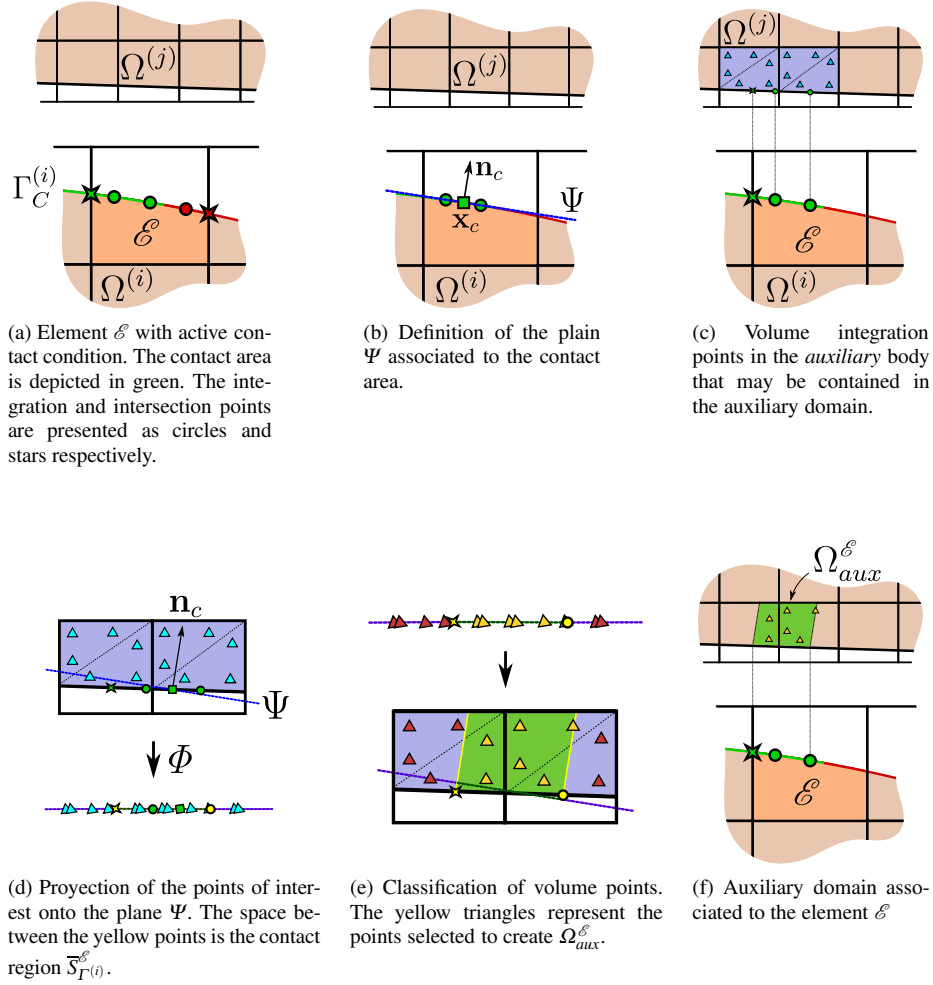 Ω^(j)
Γ_C^(i)
ℰ
Ω^(i)
(a) Element ℰ with active con-
tact condition. The contact area
is depicted in green. The inte-
gration and intersection points
are presented as circles and
stars respectively.
Ω^(j)
n_c
Ψ
x_c
Ω^(i)
(b) Definition of the plain
Ψ associated to the contact
area.
Ω^(j)
ℰ
Ω^(i)
(c) Volume integration
points in the auxiliary body
that may be contained in
the auxiliary domain.
n_c
Ψ
Φ
(d) Proyection of the points of inter-
est onto the plane Ψ. The space be-
tween the yellow points is the contact
region S̅_Γ^(i)^ℰ.
(e) Classification of volume points.
The yellow triangles represent the
points selected to create Ω_aux^ℰ.
Ω_aux^ℰ
ℰ
(f) Auxiliary domain asso-
ciated to the element ℰ